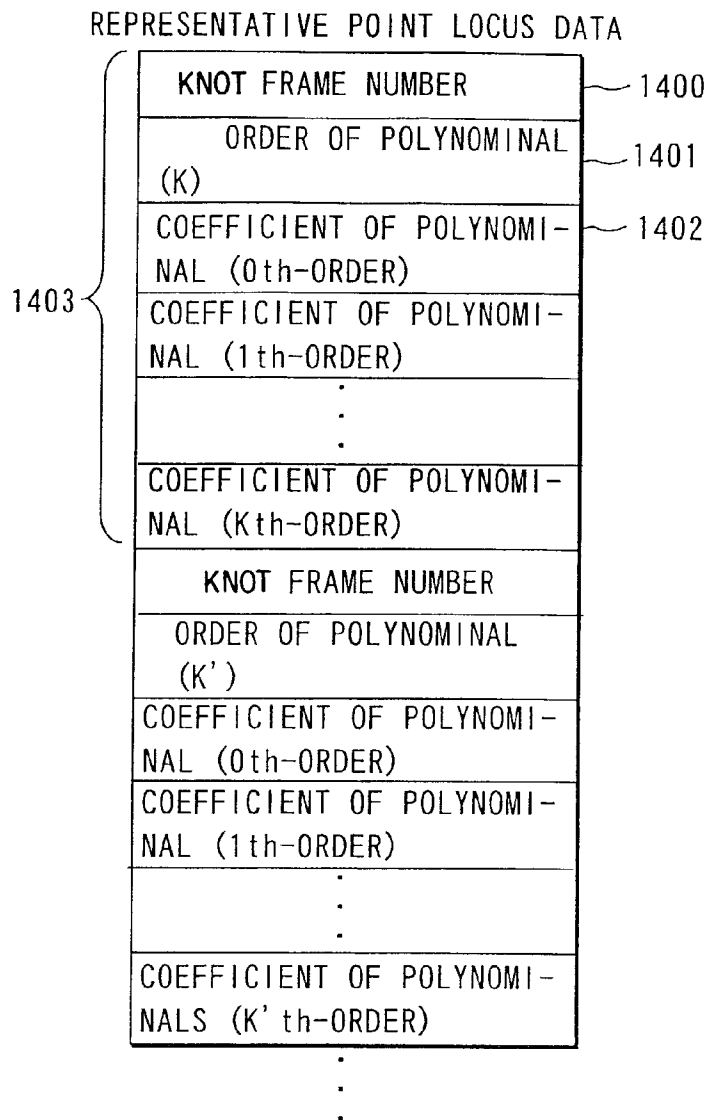 REPRESENTATIVE POINT LOCUS DATA
KNOT FRAME NUMBER
1400
ORDER OF POLYNOMINAL
(K)
1401
COEFFICIENT OF POLYNOMI-
NAL (0th-ORDER)
1402
1403
COEFFICIENT OF POLYNOMI-
NAL (1th-ORDER)
COEFFICIENT OF POLYNOMI-
NAL (Kth-ORDER)
KNOT FRAME NUMBER
ORDER OF POLYNOMINAL
(K')
COEFFICIENT OF POLYNOMI-
NAL (0th-ORDER)
COEFFICIENT OF POLYNOMI-
NAL (1th-ORDER)
COEFFICIENT OF POLYNOMI-
NALS (K'th-ORDER)